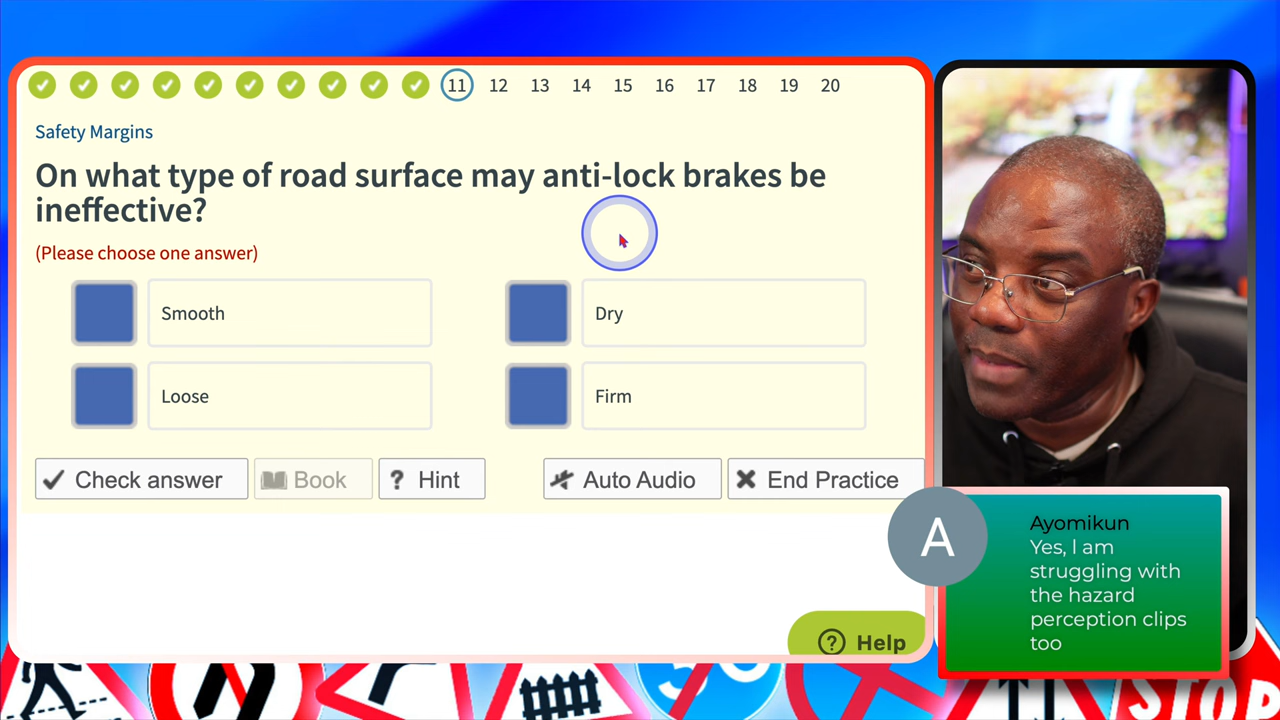 11 12 13 14 15 16 17 18 19 20
Safety Margins
On what type of road surface may anti-lock brakes be
ineffective?
(Please choose one answer)
Smooth
Dry
Loose
Firm
Check answer
Book
? Hint
Auto Audio
End Practice
? Help
A
Ayomikun
Yes, I am
struggling with
the hazard
perception clips
too
STOP